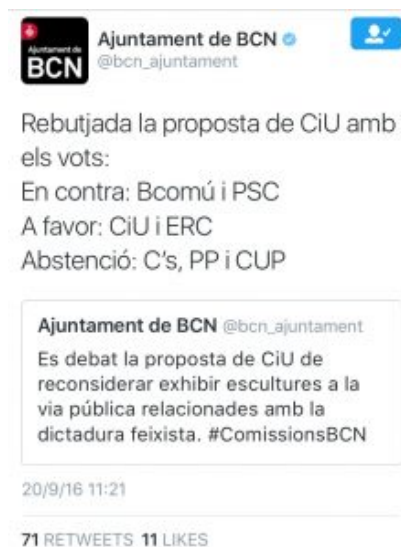 Ajuntament de
BCN
Ajuntament de BCN
@bcn_ajuntament
Rebutjada la proposta de CiU amb
els vots:
En contra: Bcomú i PSC
A favor: CiU i ERC
Abstenció: C's, PP i CUP
Ajuntament de BCN @bcn_ajuntament
Es debat la proposta de CiU de
reconsiderar exhibir escultures a la
via pública relacionades amb la
dictadura feixista. #ComissionsBCN
20/9/16 11:21
71 RETWEETS 11 LIKES